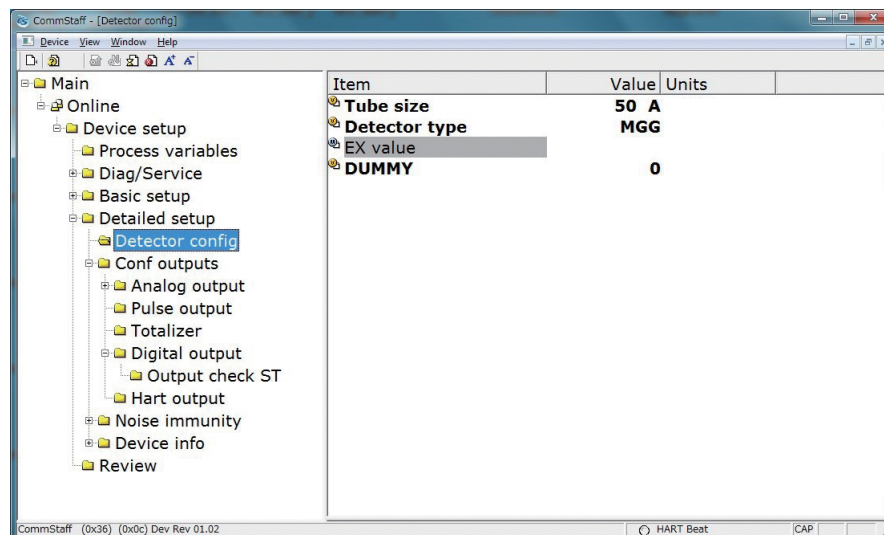 CommStaff - [Detector config]
Device View Window Help
Main
Online
Device setup
Process variables
Diag/Service
Basic setup
Detailed setup
Detector config
Conf outputs
Analog output
Pulse output
Totalizer
Digital output
Output check ST
Hart output
Noise immunity
Device info
Review
Item Value Units
Tube size 50 A
Detector type MGG
EX value
DUMMY 0
CommStaff (0x36) (0x0c) Dev Rev 01.02 HART Beat CAP